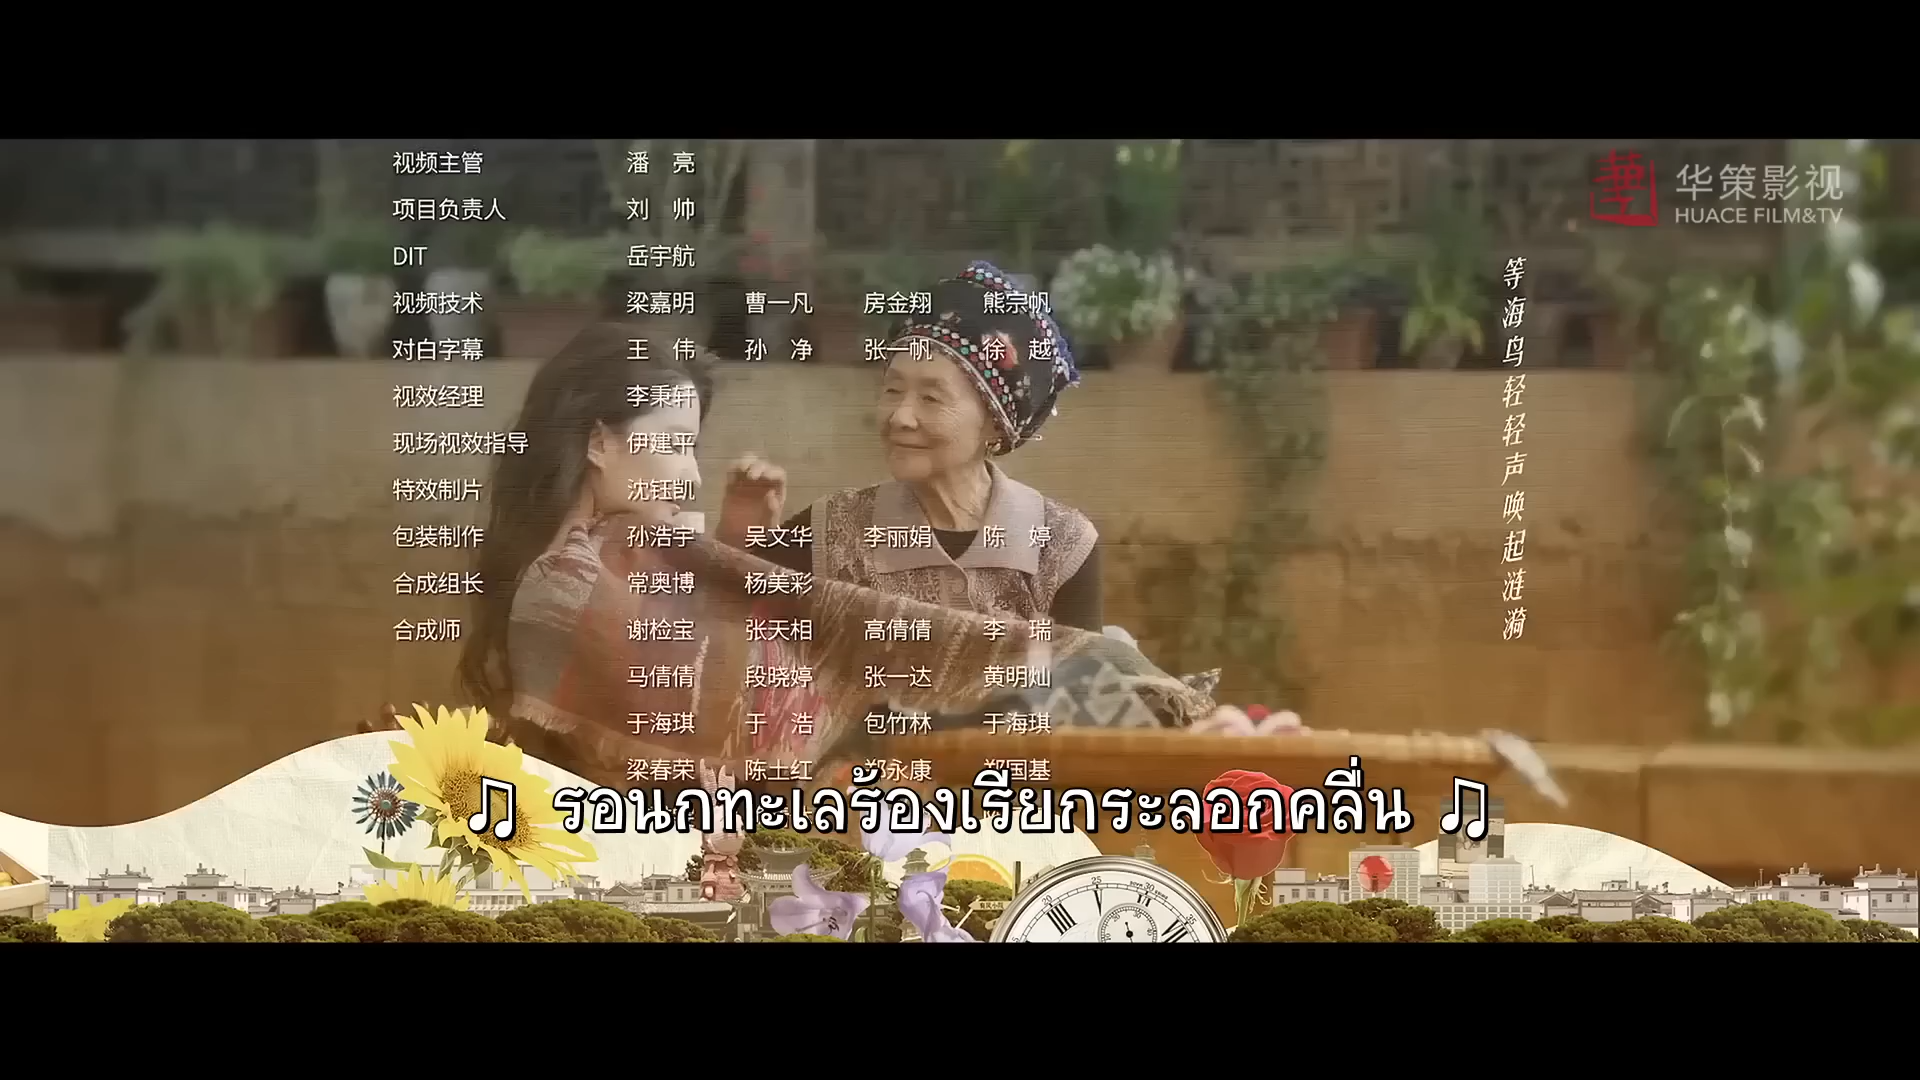 视频主管 潘 亮
项目负责人 刘 帅
DIT 岳宇航
视频技术 梁嘉明 曹一凡 房金翔 熊宗帆
对白字幕 王 伟 孙 净 张一帆 徐 越
视效经理 李秉轩
现场视效指导 伊建平
特效制片 沈钰凯
包装制作 孙浩宇 吴文华 李丽娟 陈 婷
合成组长 常奥博 杨美彩
合成师 谢检宝 张天相 高倩倩 李 瑞
马倩倩 段晓婷 张一达 黄明灿
于海琪 于 浩 包竹林 于海琪
梁春荣 陈土红 郑永康 郑国基
♫ รอนกทะเลร้องเรียกระลอกคลื่น ♫
华策影视
HUACE FILM&TV
等海鸟轻轻声唤起涟漪